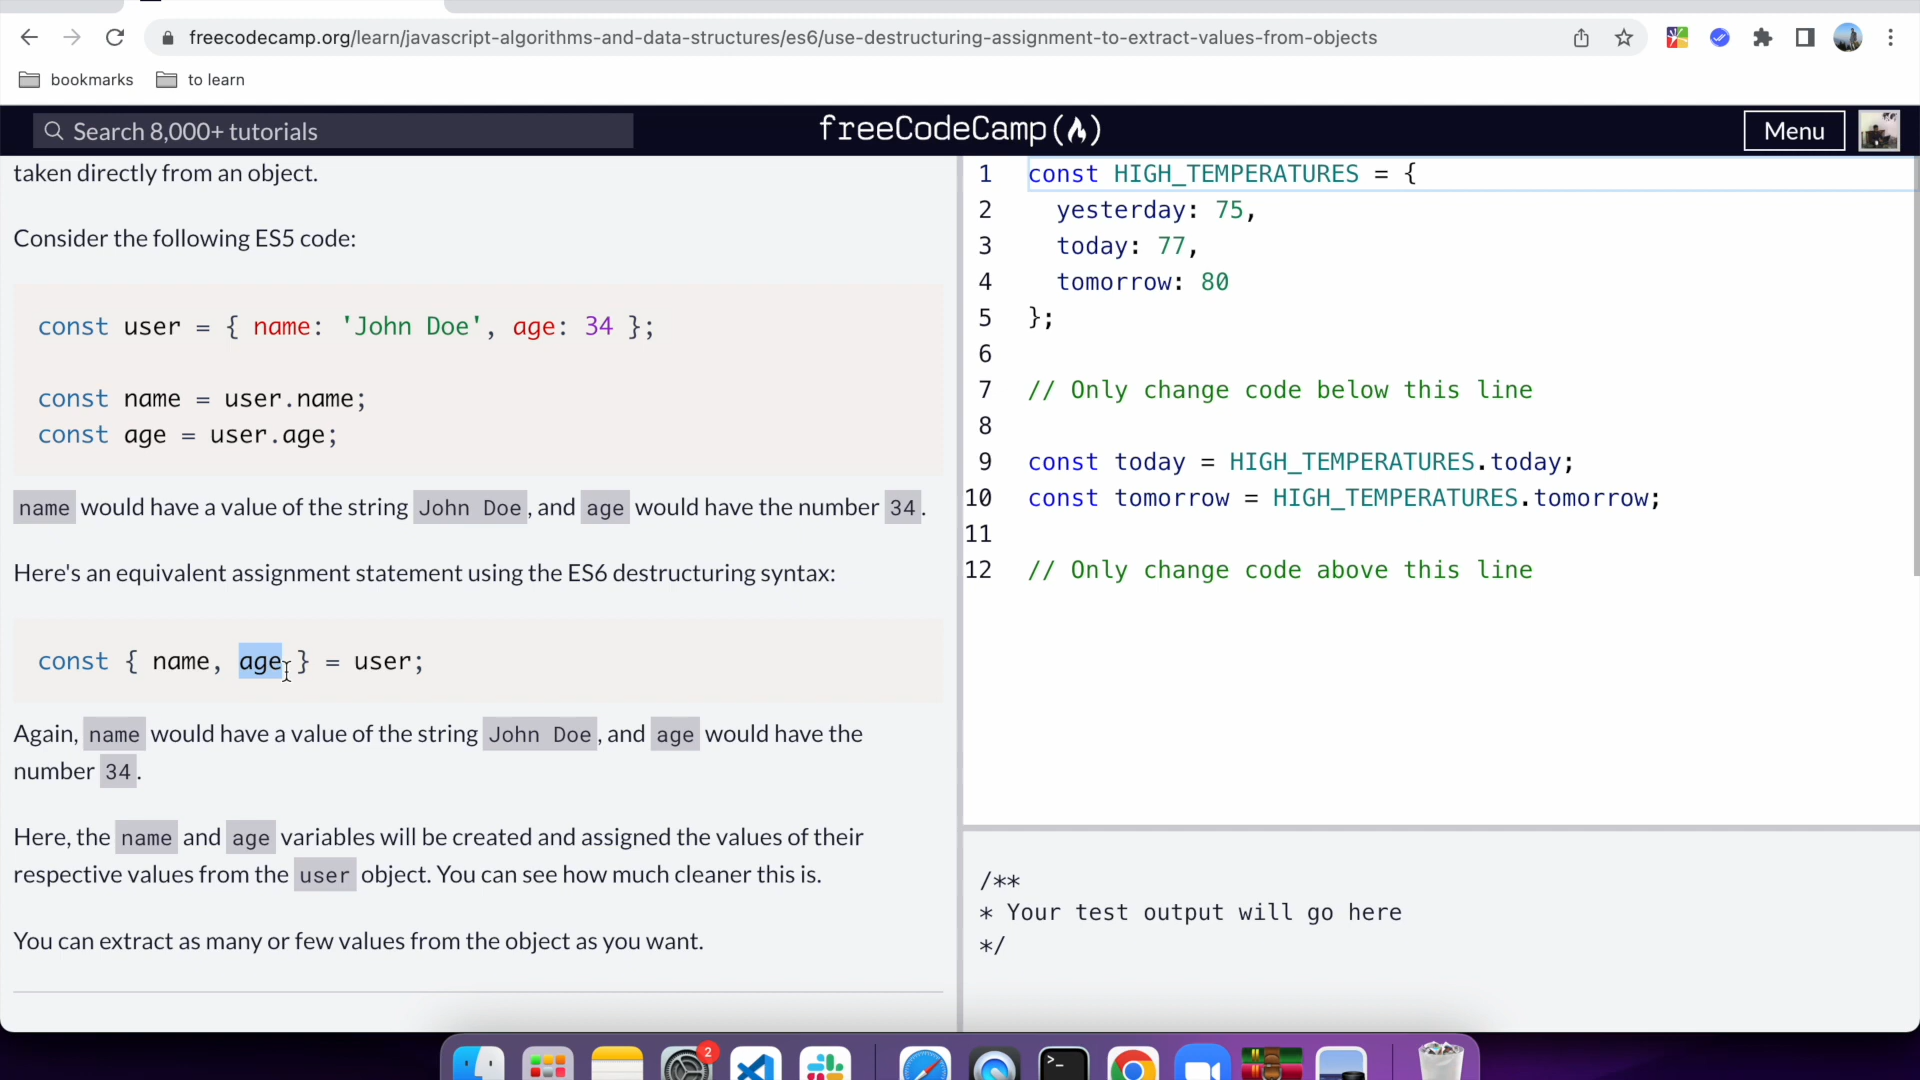 freecodecamp.org/learn/javascript-algorithms-and-data-structures/es6/use-destructuring-assignment-to-extract-values-from-objects
bookmarks to learn
Search 8,000+ tutorials
freeCodeCamp
Menu
taken directly from an object.
Consider the following ES5 code:
const user = { name: 'John Doe', age: 34 };
const name = user.name;
const age = user.age;
name would have a value of the string John Doe, and age would have the number 34.
Here's an equivalent assignment statement using the ES6 destructuring syntax:
const { name, age } = user;
Again, name would have a value of the string John Doe, and age would have the
number 34.
Here, the name and age variables will be created and assigned the values of their
respective values from the user object. You can see how much cleaner this is.
You can extract as many or few values from the object as you want.
1 const HIGH_TEMPERATURES = {
2 yesterday: 75,
3 today: 77,
4 tomorrow: 80
5 };
6
7 // Only change code below this line
8
9 const today = HIGH_TEMPERATURES.today;
10 const tomorrow = HIGH_TEMPERATURES.tomorrow;
11
12 // Only change code above this line
/**
* Your test output will go here
*/
2
>_